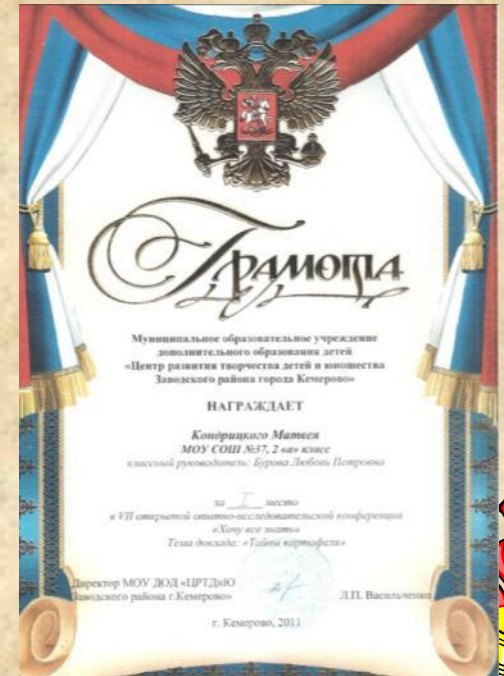 Грамота
Муниципальное образовательное учреждение
дополнительного образования детей
«Центр развития творчества детей и юношества
Заводского района города Кемерово»
НАГРАЖДАЕТ
Кондрицкого Матвея
МОУ СОШ №37, 2 «а» класс
классный руководитель: Бурова Любовь Петровна
за I место
в VII открытой опытно-исследовательской конференции
«Хочу все знать»
Тема доклада: «Тайны картофеля»
Директор МОУ ДОД «ЦРТДиЮ
Заводского района г.Кемерово» Л.П. Васильченко
г. Кемерово, 2011